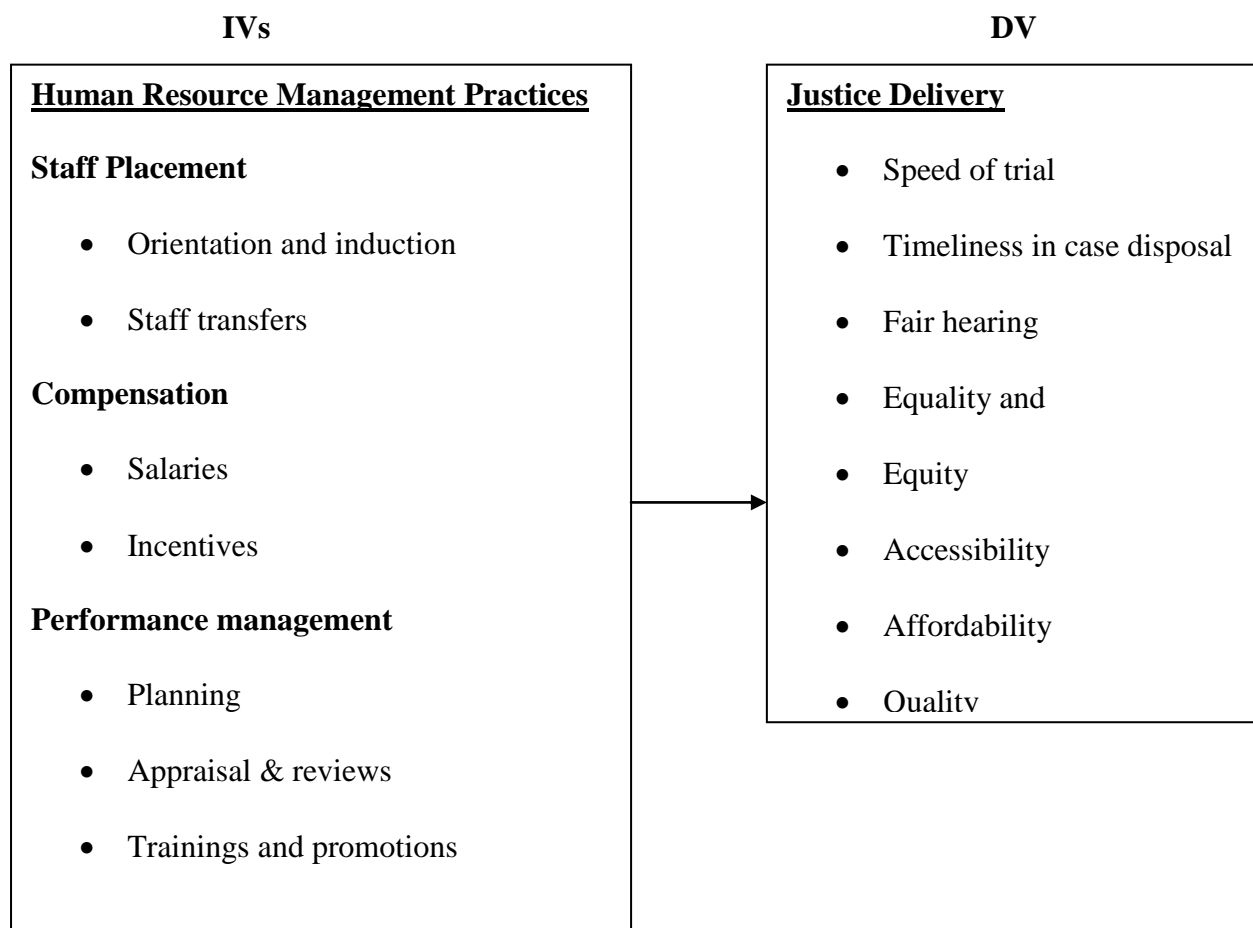 IVs
DV
Human Resource Management Practices
Staff Placement
• Orientation and induction
• Staff transfers
Compensation
• Salaries
• Incentives
Performance management
• Planning
• Appraisal & reviews
• Trainings and promotions
Justice Delivery
• Speed of trial
• Timeliness in case disposal
• Fair hearing
• Equality and
• Equity
• Accessibility
• Affordability
• Quality